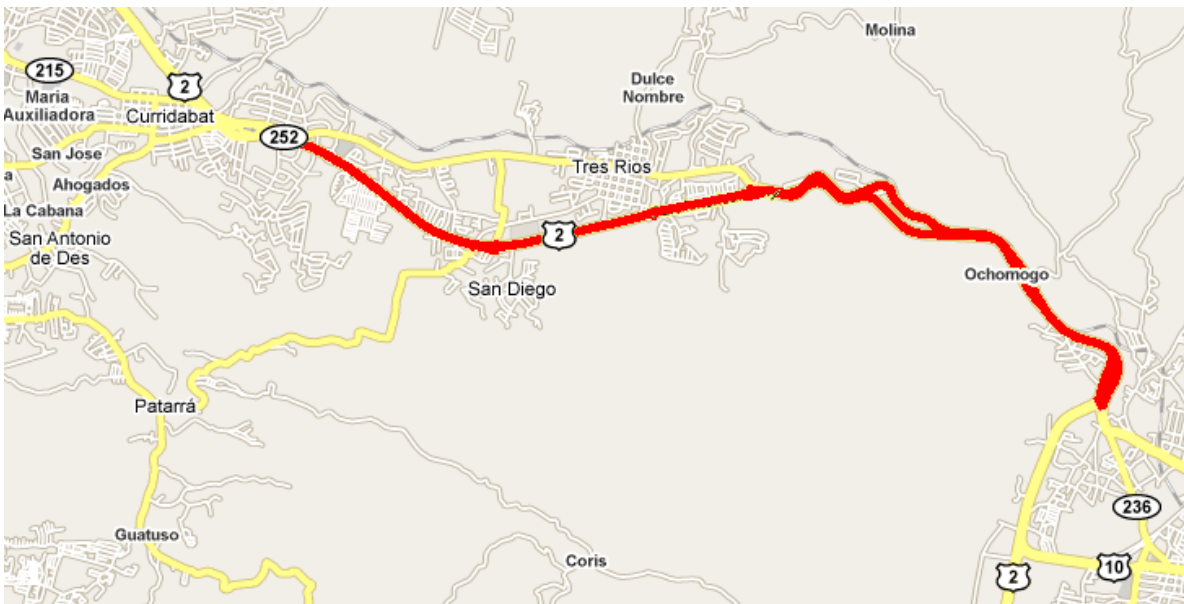 Molina
215
2
Dulce
Nombre
Maria
Auxiliadora
Curridabat
252
San Jose
Tres Rios
a
Ahogados
La Cabana
San Antonio
de Des
2
Ochomogo
San Diego
Patarrá
236
Guatuso
Coris
2
10